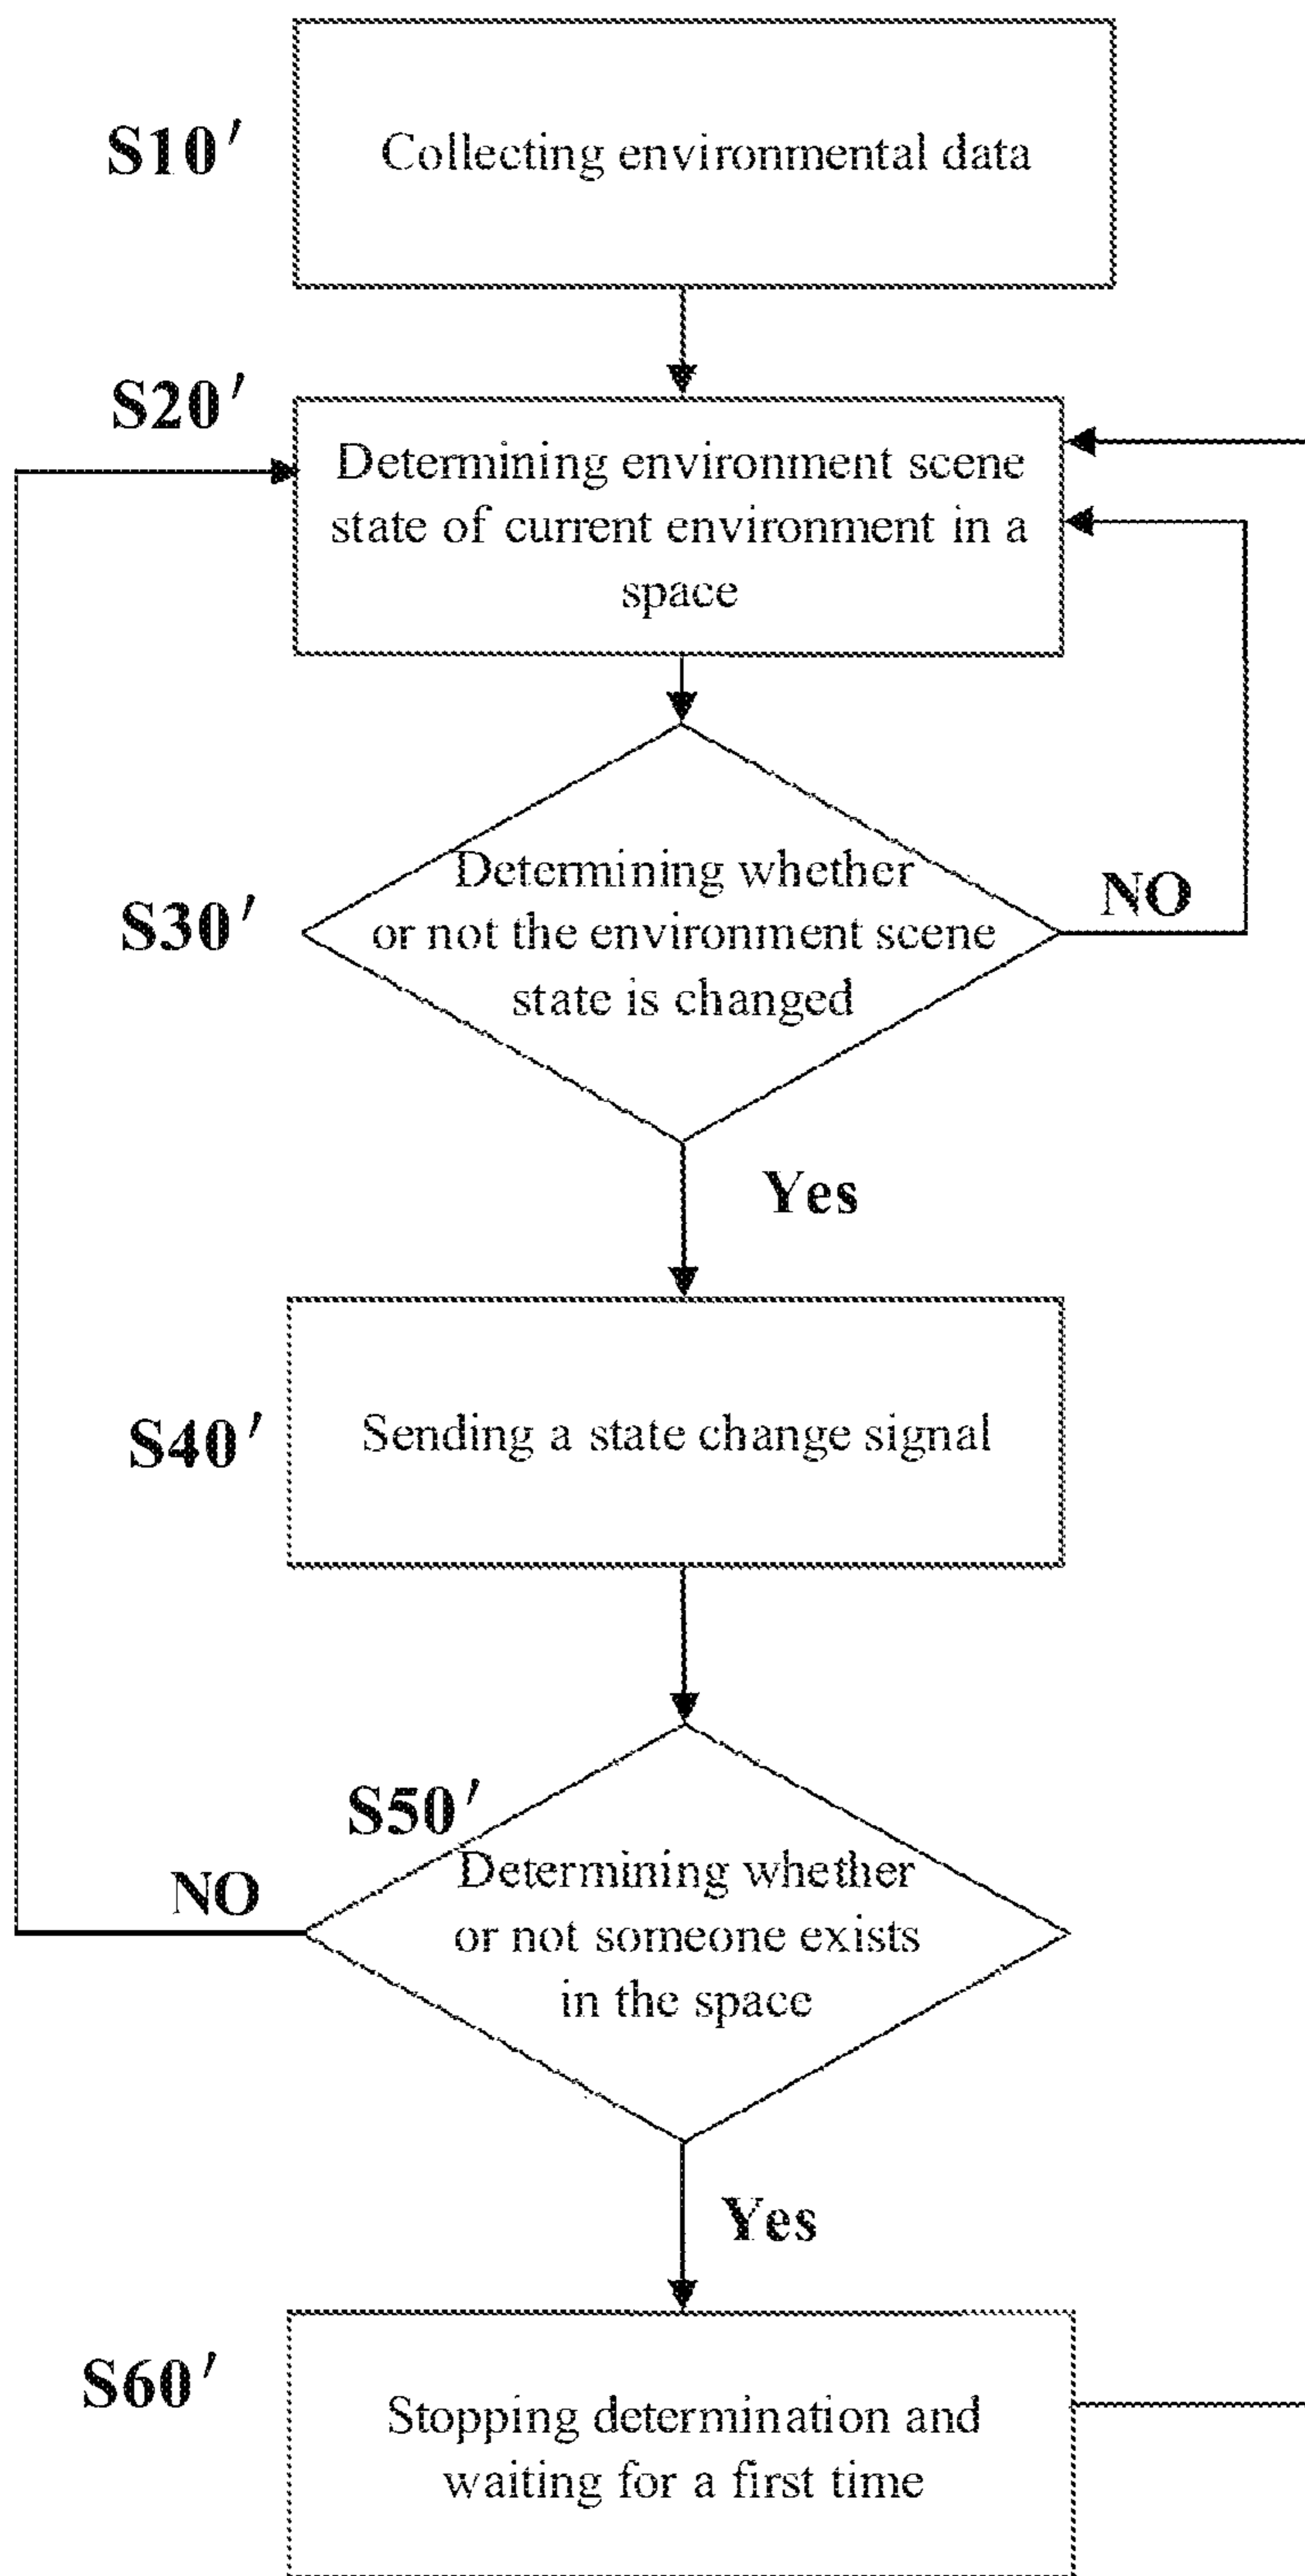 S10′
Collecting environmental data
S20′
Determining environment scene
state of current environment in a
space
S30′
Determining whether
or not the environment scene
state is changed
NO
Yes
S40′
Sending a state change signal
S50′
Determining whether
or not someone exists
in the space
NO
Yes
S60′
Stopping determination and
waiting for a first time